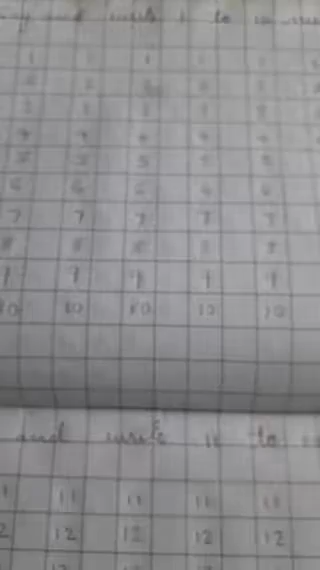 and write 1 to
1 1 1 1 1
2 2 2 2 2
3 3 3 3 3
4 4 4 4 4
5 5 5 5 5
6 6 6 6 6
7 7 7 7 7
8 8 8 8 8
9 9 9 9 9
10 10 10 10 10
and write 11 to
11 11 11 11 11
12 12 12 12 12